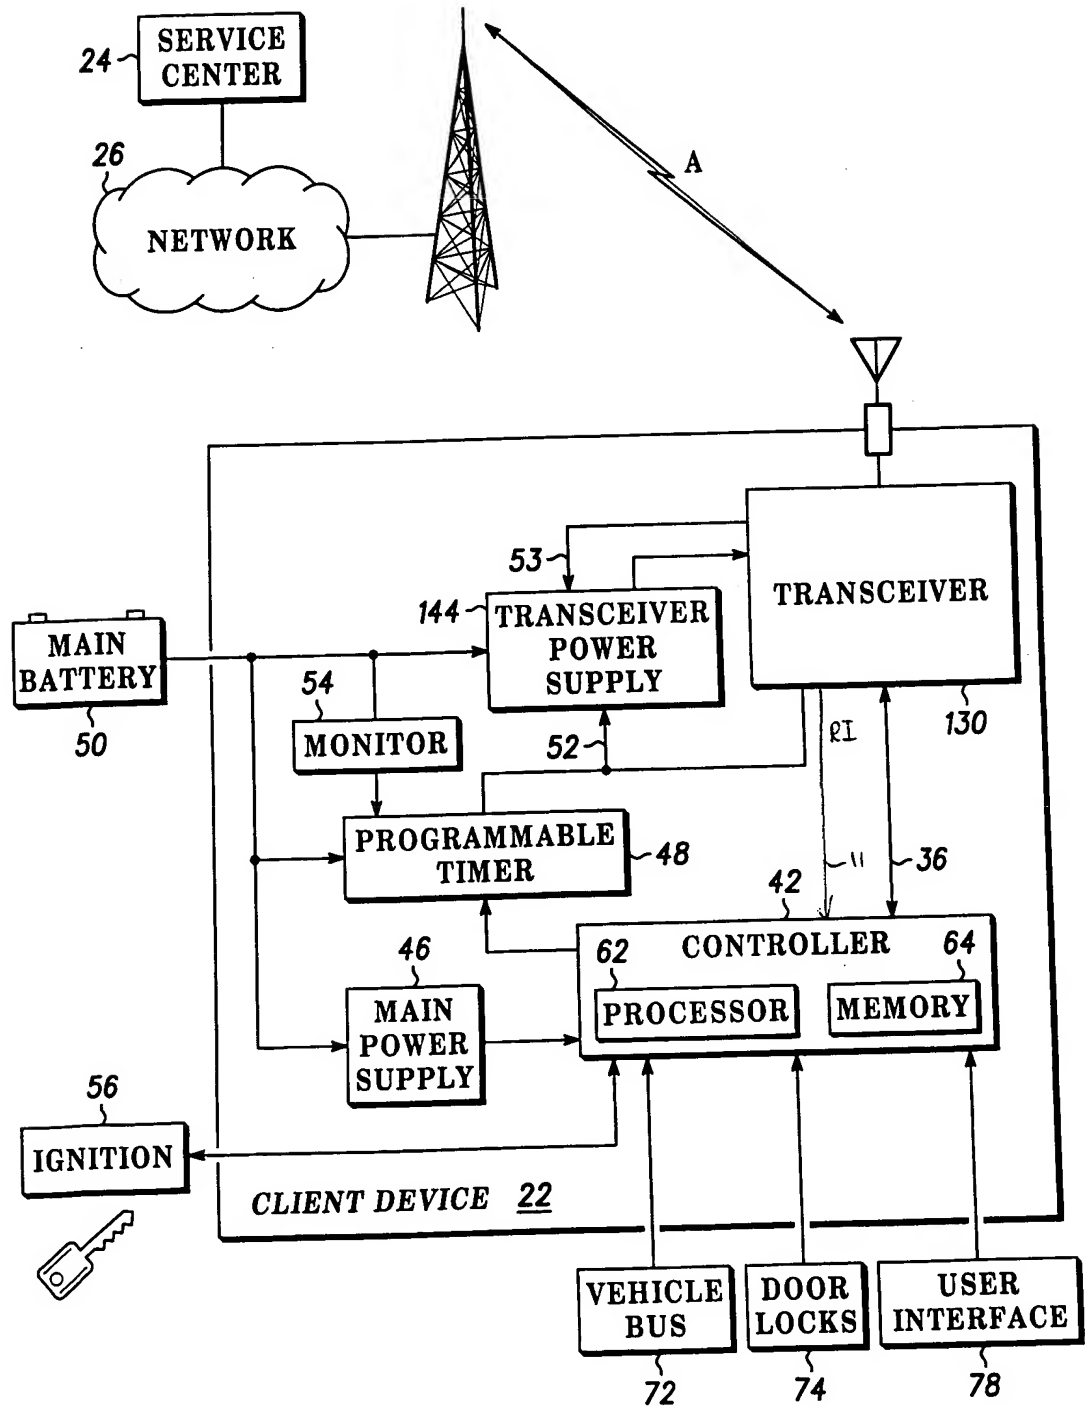 SERVICE
CENTER
24
26
NETWORK
A
53
144
TRANSCEIVER
POWER
SUPPLY
TRANSCEIVER
130
MAIN
BATTERY
50
54
MONITOR
52
RI
PROGRAMMABLE
TIMER
48
11
36
42
CONTROLLER
62
PROCESSOR
64
MEMORY
46
MAIN
POWER
SUPPLY
56
IGNITION
CLIENT DEVICE 22
VEHICLE
BUS
72
DOOR
LOCKS
74
USER
INTERFACE
78